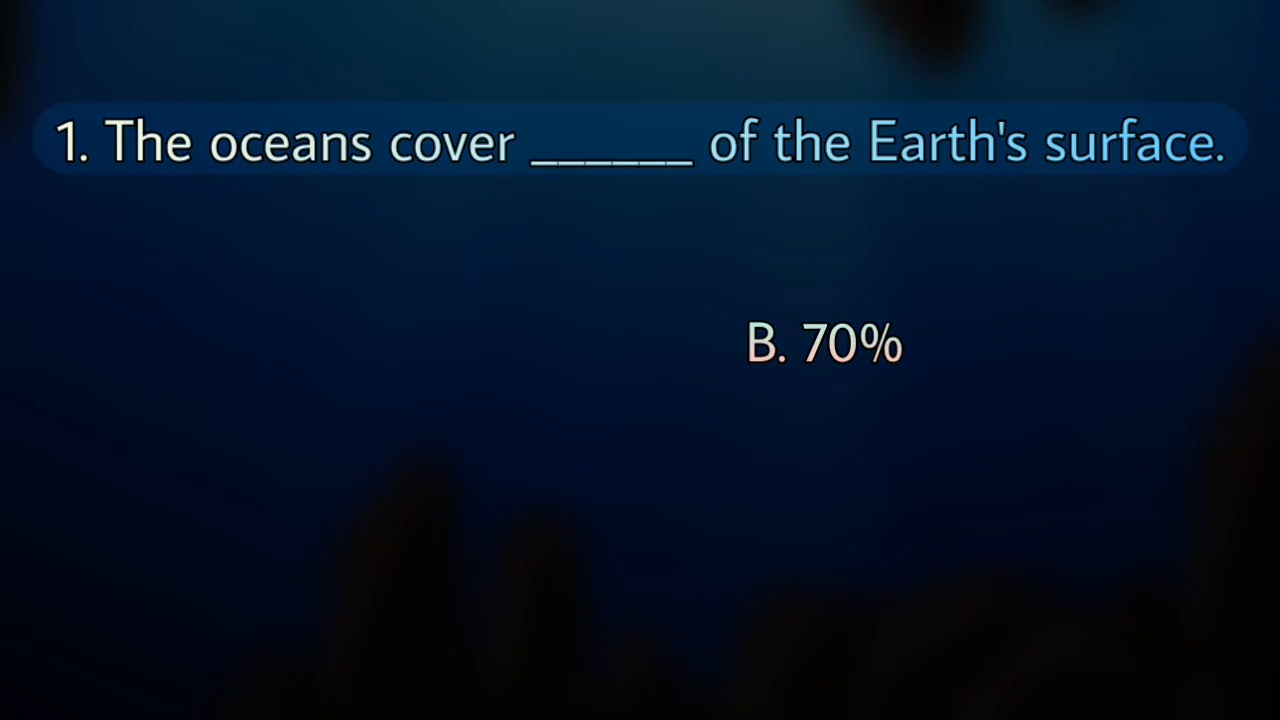 1. The oceans cover ______ of the Earth's surface.
B. 70%